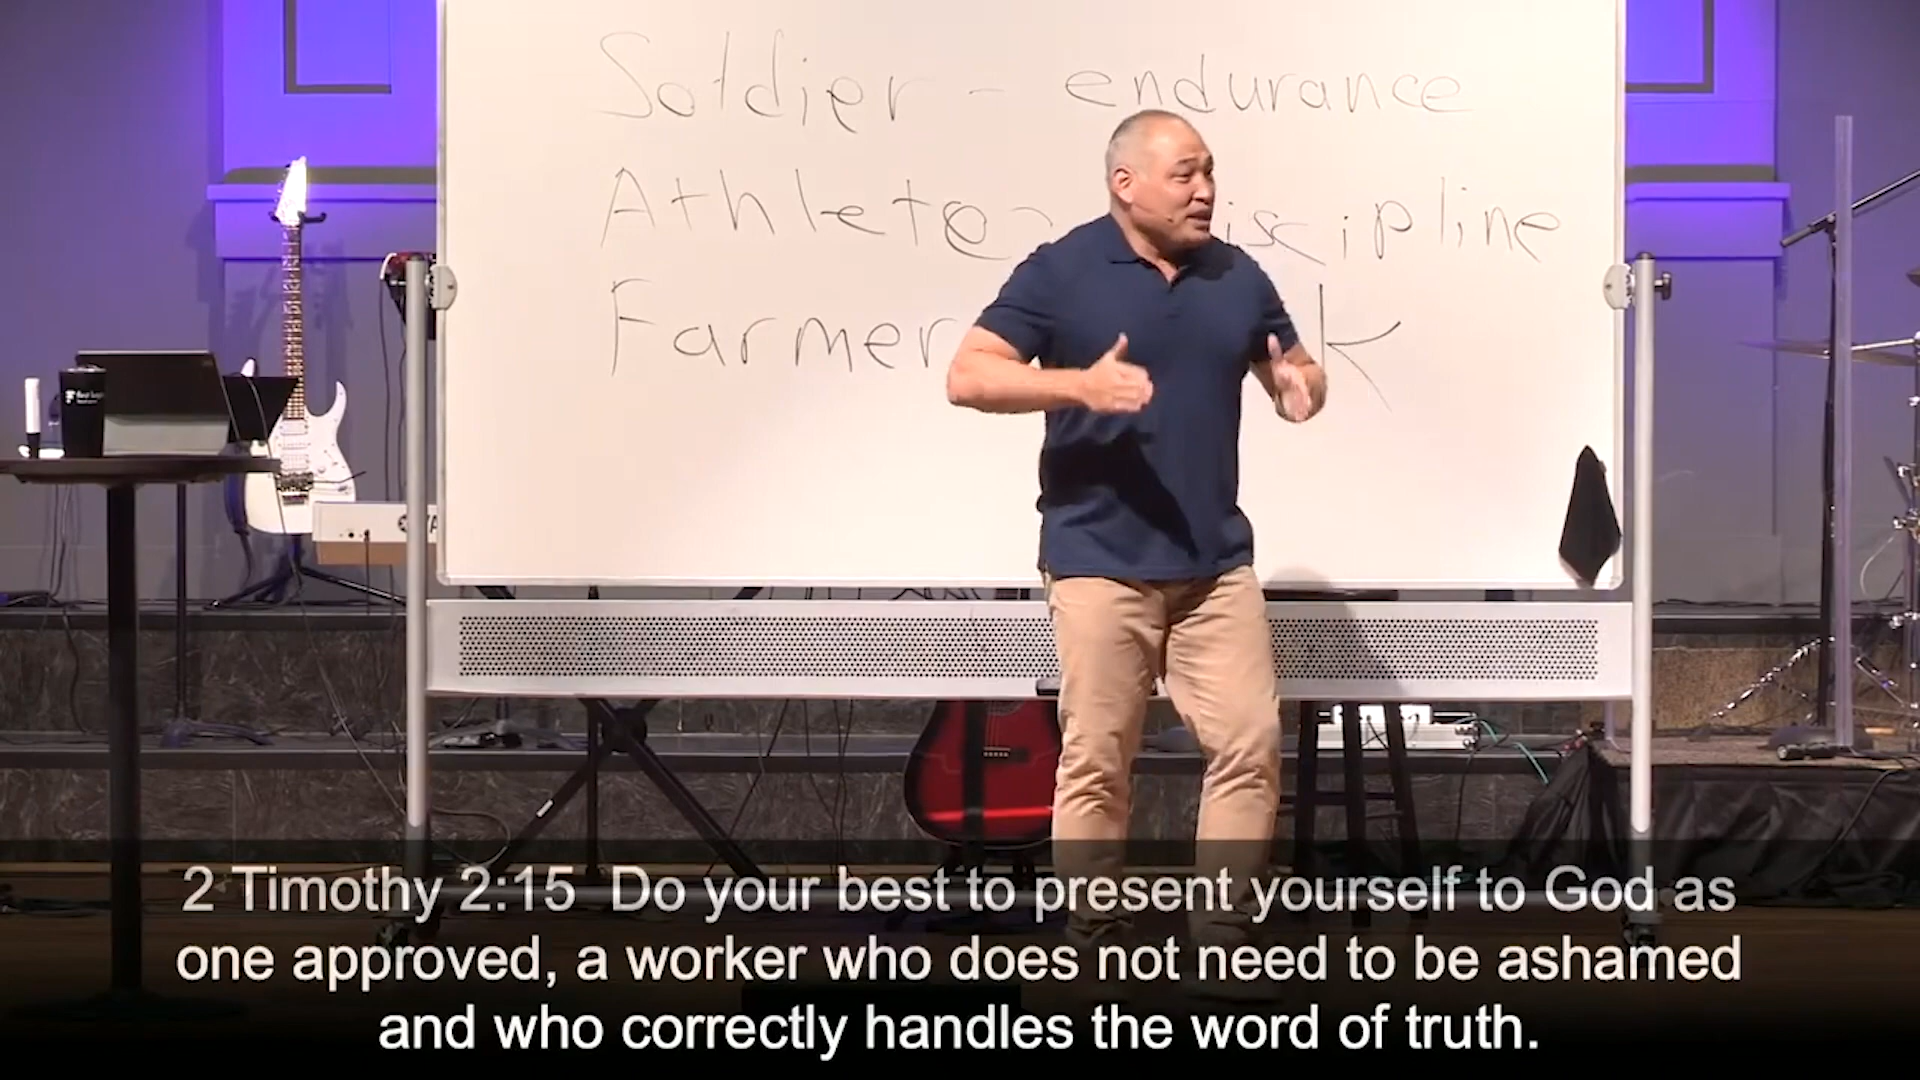 Soldier - endurance
Athlete
Farmer
2 Timothy 2:15 Do your best to present yourself to God as
one approved, a worker who does not need to be ashamed
and who correctly handles the word of truth.